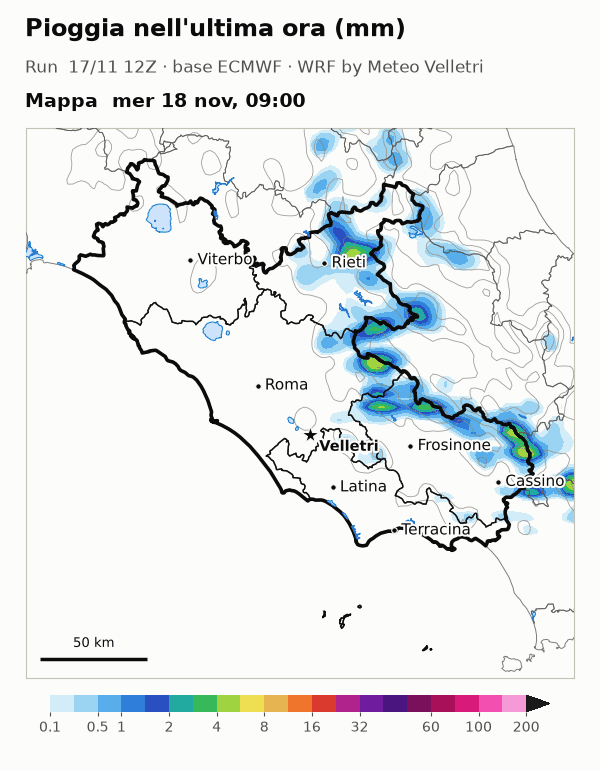 Pioggia nell'ultima ora (mm)
Run  17/11 12Z · base ECMWF · WRF by Meteo Velletri
Mappa  mer 18 nov, 09:00
Viterbo
Rieti
Roma
Velletri
Frosinone
Latina
Cassino
Terracina
50 km
0.1 0.5 1 2 4 8 16 32 60 100 200